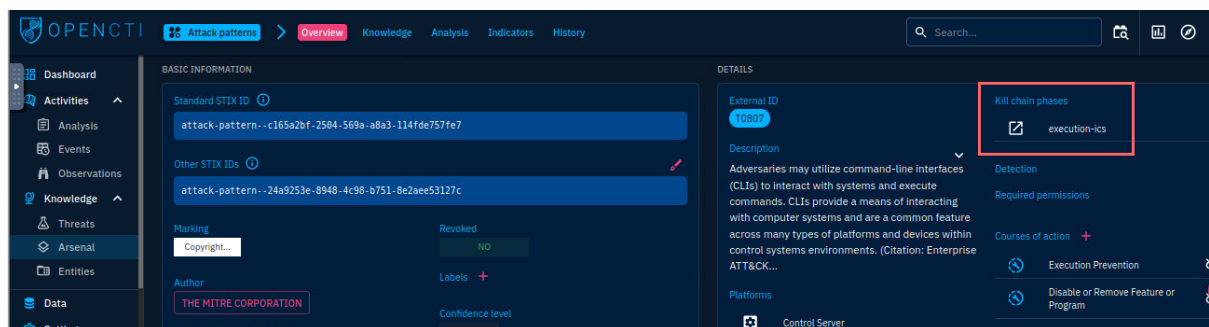 OPENCTI
Attack patterns
Overview
Knowledge
Analysis
Indicators
History
Search...
Dashboard
Activities
Analysis
Events
Observations
Knowledge
Threats
Arsenal
Entities
Data
BASIC INFORMATION
Standard STIX ID
attack-pattern--c165a2bf-2504-569a-a8a3-114fde757fe7
Other STIX IDs
attack-pattern--24a9253e-8948-4c98-b751-8e2aee53127c
Marking
Copyright...
Revoked
NO
Author
THE MITRE CORPORATION
Labels +
Confidence level
DETAILS
External ID
T0807
Description
Adversaries may utilize command-line interfaces
(CLIs) to interact with systems and execute
commands. CLIs provide a means of interacting
with computer systems and are a common feature
across many types of platforms and devices within
control systems environments. (Citation: Enterprise
ATT&CK...
Platforms
Control Server
Kill chain phases
execution-ics
Detection
Required permissions
Courses of action +
Execution Prevention
Disable or Remove Feature or
Program